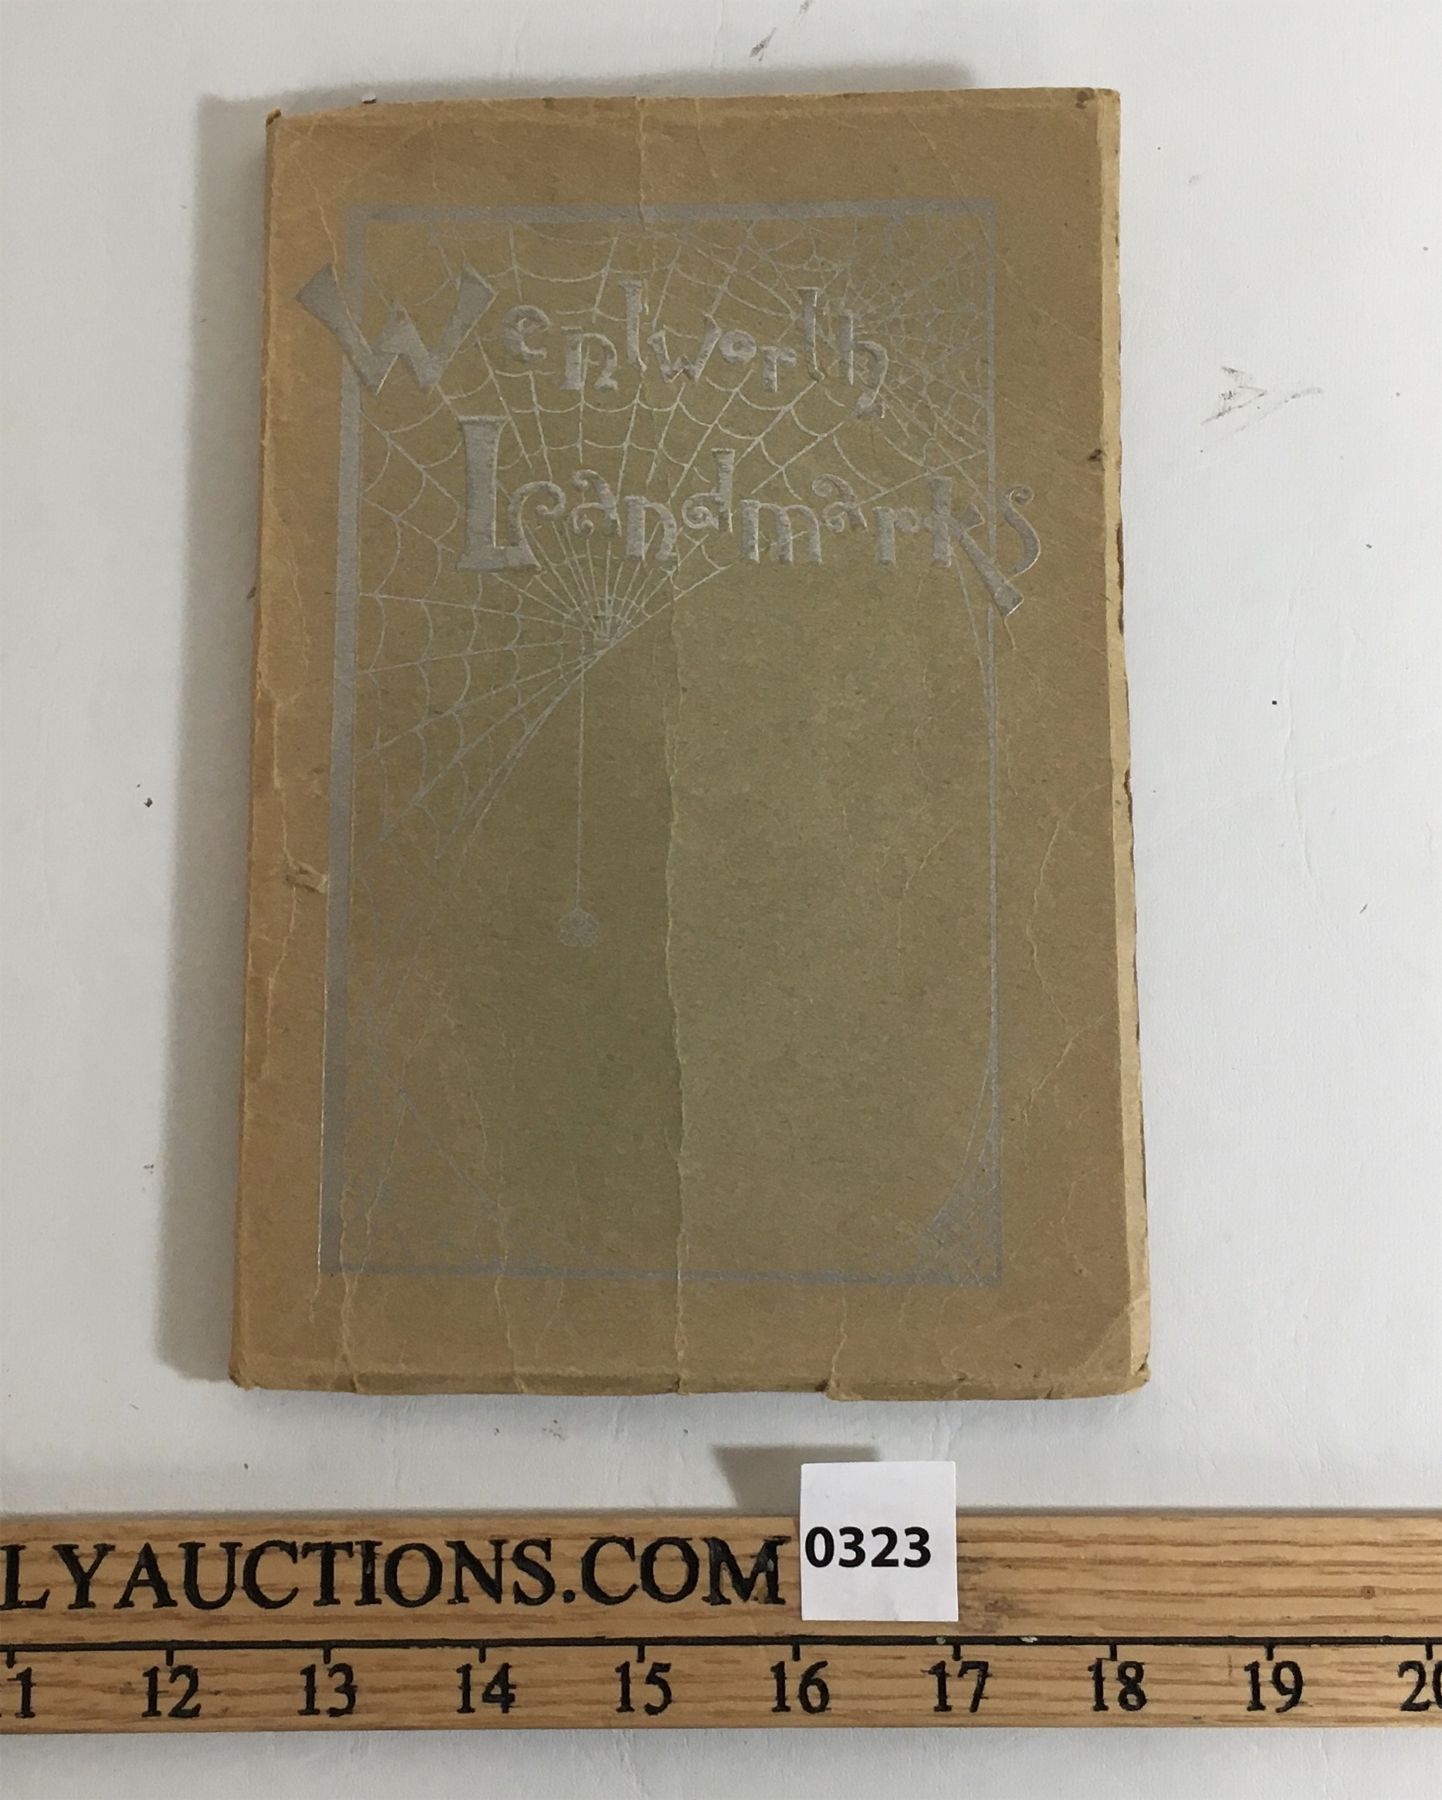 Wentworth
Landmarks
LYAUCTIONS.COM
0323
11 12 13 14 15 16 17 18 19 20